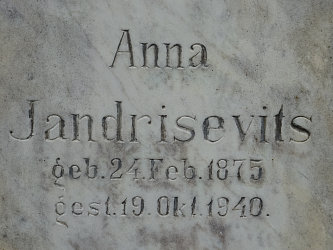 Anna
Jandrisevits
geb.24.Feb.1875
gest.19.Okt.1940.